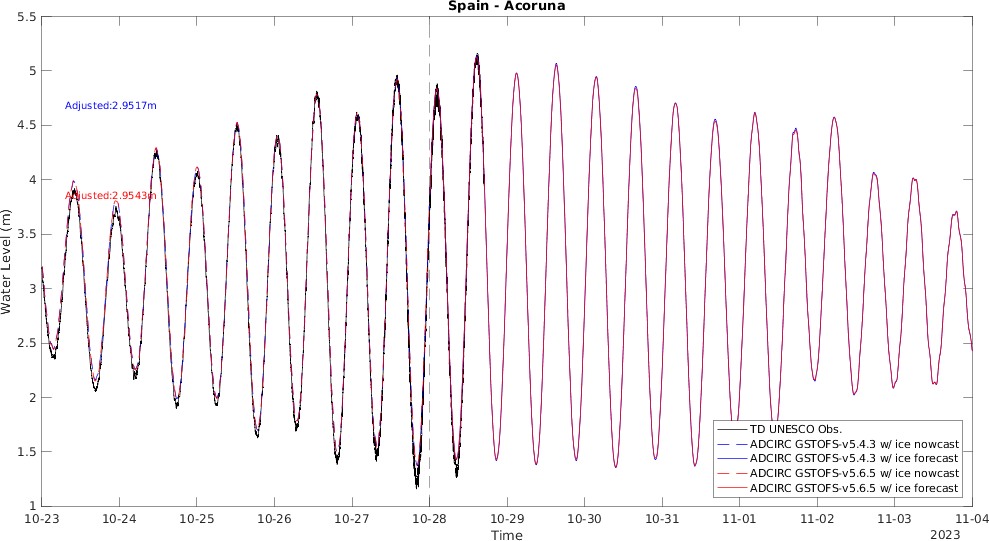 Spain - Acoruna
5.5
5
4.5
4
3.5
3
2.5
2
1.5
1
Water Level (m)
Adjusted:2.9517m
Adjusted:2.9543m
TD UNESCO Obs.
ADCIRC GSTOFS-v5.4.3 w/ ice nowcast
ADCIRC GSTOFS-v5.4.3 w/ ice forecast
ADCIRC GSTOFS-v5.6.5 w/ ice nowcast
ADCIRC GSTOFS-v5.6.5 w/ ice forecast
10-23 10-24 10-25 10-26 10-27 10-28 10-29 10-30 10-31 11-01 11-02 11-03 11-04
Time
2023